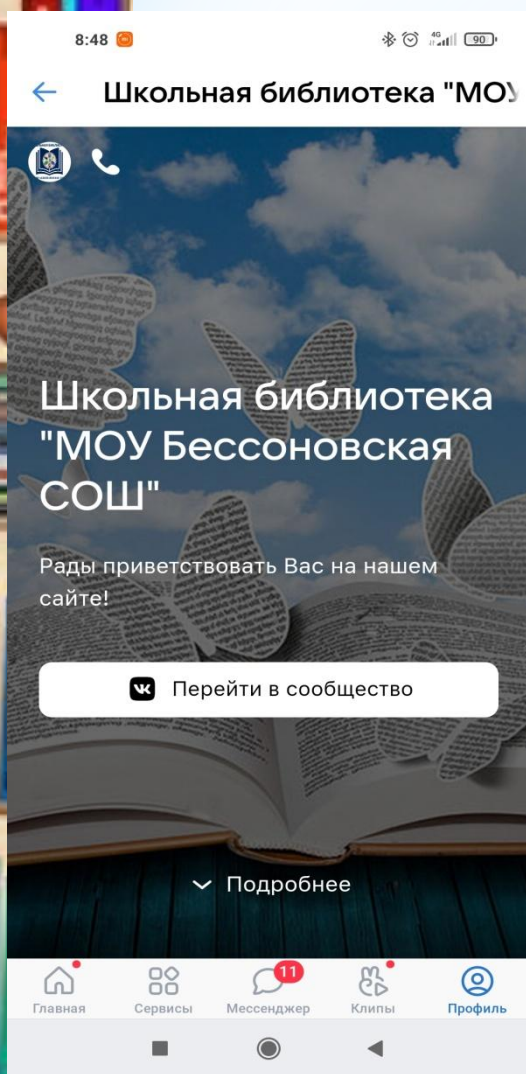 8:48
4G
90
Школьная библиотека "МОУ
Школьная библиотека
"МОУ Бессоновская
СОШ"
Рады приветствовать Вас на нашем
сайте!
Перейти в сообщество
Подробнее
11
Главная Сервисы Мессенджер Клипы Профиль